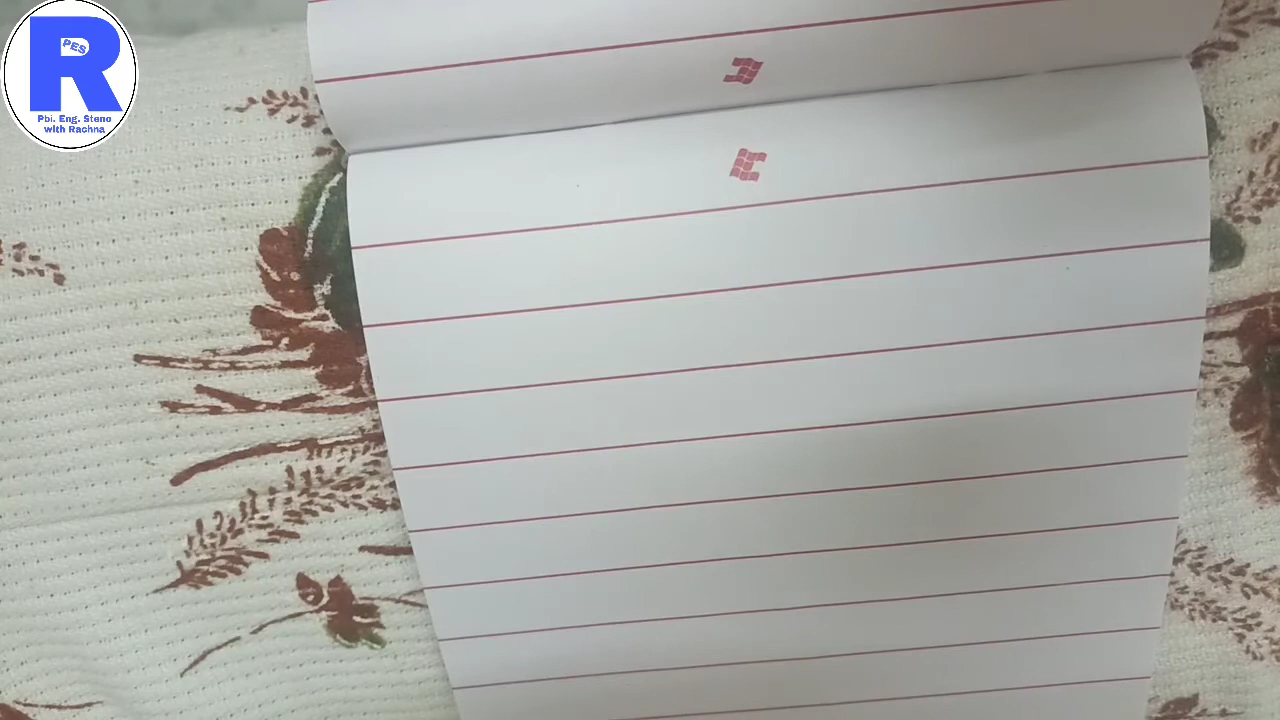 R
PES
Pbi. Eng. Steno
with Rachna